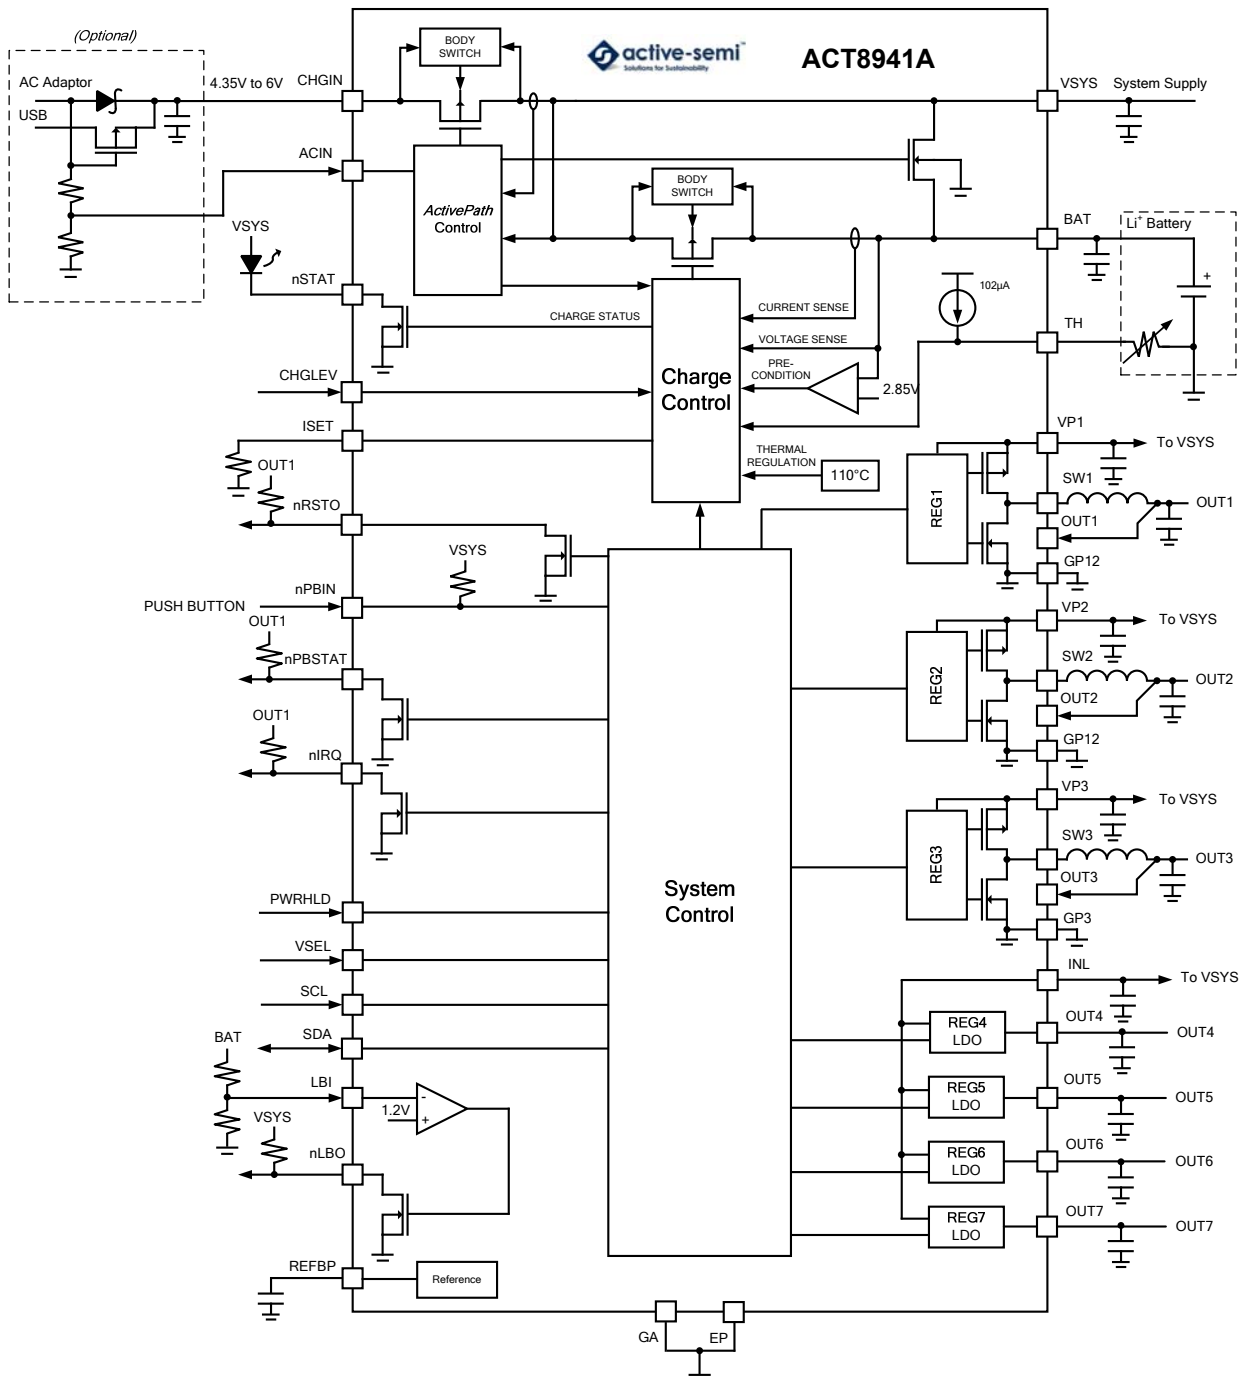 (Optional)
AC Adaptor
USB
4.35V to 6V
CHGIN
BODY
SWITCH
active-semi™
Solutions for Sustainability
ACT8941A
VSYS
System Supply
ACIN
ActivePath
Control
BODY
SWITCH
VSYS
BAT
Li+ Battery
+
nSTAT
102µA
CURRENT SENSE
CHARGE STATUS
TH
VOLTAGE SENSE
PRE-
CONDITION
2.85V
Charge
Control
CHGLEV
ISET
THERMAL
REGULATION
110°C
VP1
To VSYS
REG1
SW1
OUT1
OUT1
GP12
OUT1
nRSTO
VSYS
nPBIN
PUSH BUTTON
OUT1
nPBSTAT
VP2
To VSYS
REG2
SW2
OUT2
OUT2
GP12
OUT1
nIRQ
VP3
To VSYS
REG3
SW3
OUT3
OUT3
GP3
System
Control
PWRHLD
VSEL
SCL
SDA
BAT
LBI
1.2V
-
+
VSYS
nLBO
INL
To VSYS
REG4
LDO
OUT4
OUT4
REG5
LDO
OUT5
OUT5
REG6
LDO
OUT6
OUT6
REG7
LDO
OUT7
OUT7
REFBP
Reference
GA
EP